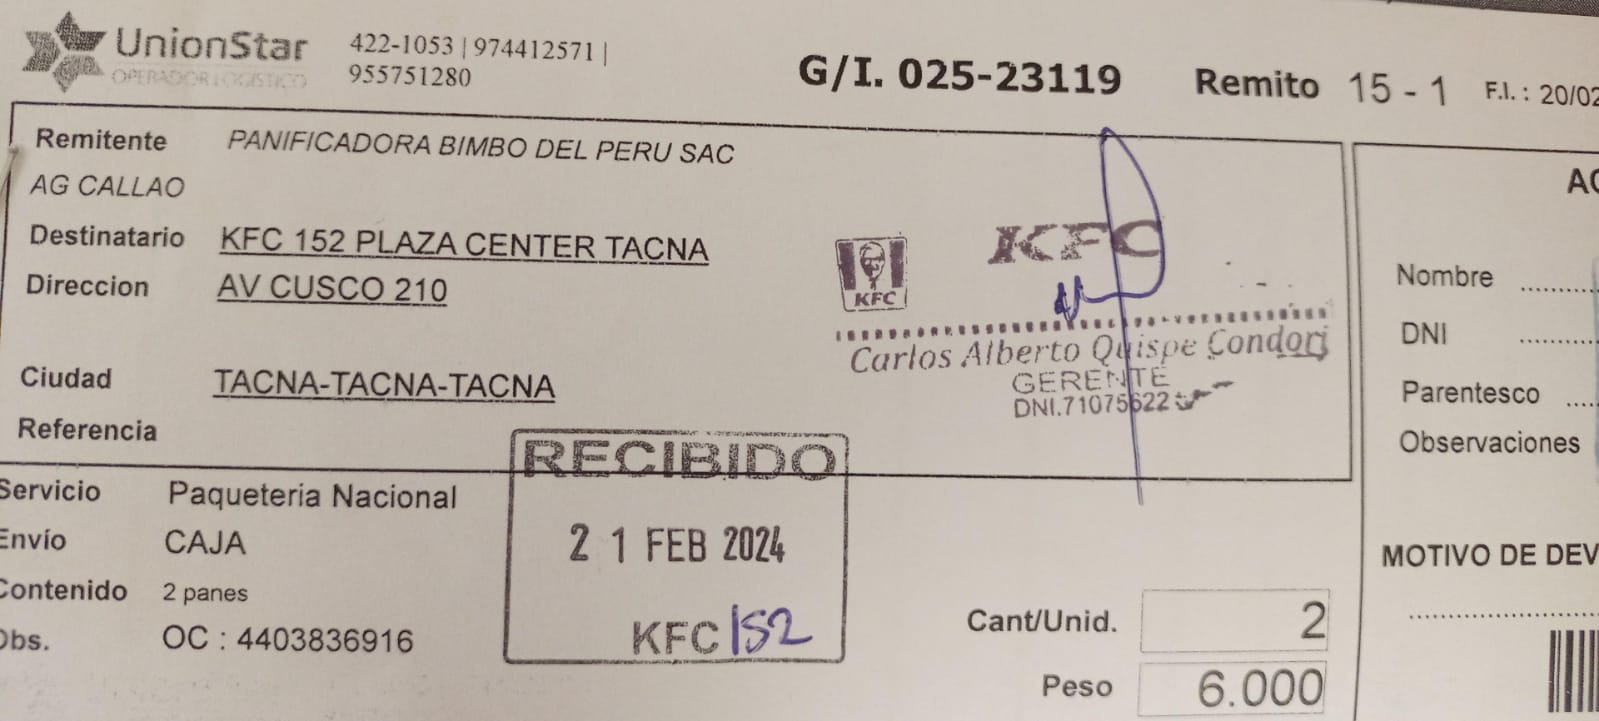 UnionStar
OPERADOR LOGISTICO
422-1053 | 974412571 |
955751280
G/I. 025-23119
Remito 15 - 1
F.I. : 20/02
Remitente PANIFICADORA BIMBO DEL PERU SAC
AG CALLAO
Destinatario KFC 152 PLAZA CENTER TACNA
Direccion AV CUSCO 210
Ciudad TACNA-TACNA-TACNA
Referencia
KFC
KFC
Carlos Alberto Quispe Condori
GERENTE
DNI.71075622
Servicio Paqueteria Nacional
Envío CAJA
Contenido 2 panes
Obs. OC : 4403836916
RECIBIDO
21 FEB 2024
KFC 152
Cant/Unid. 2
Peso 6.000
Nombre
DNI
Parentesco
Observaciones
MOTIVO DE DEV